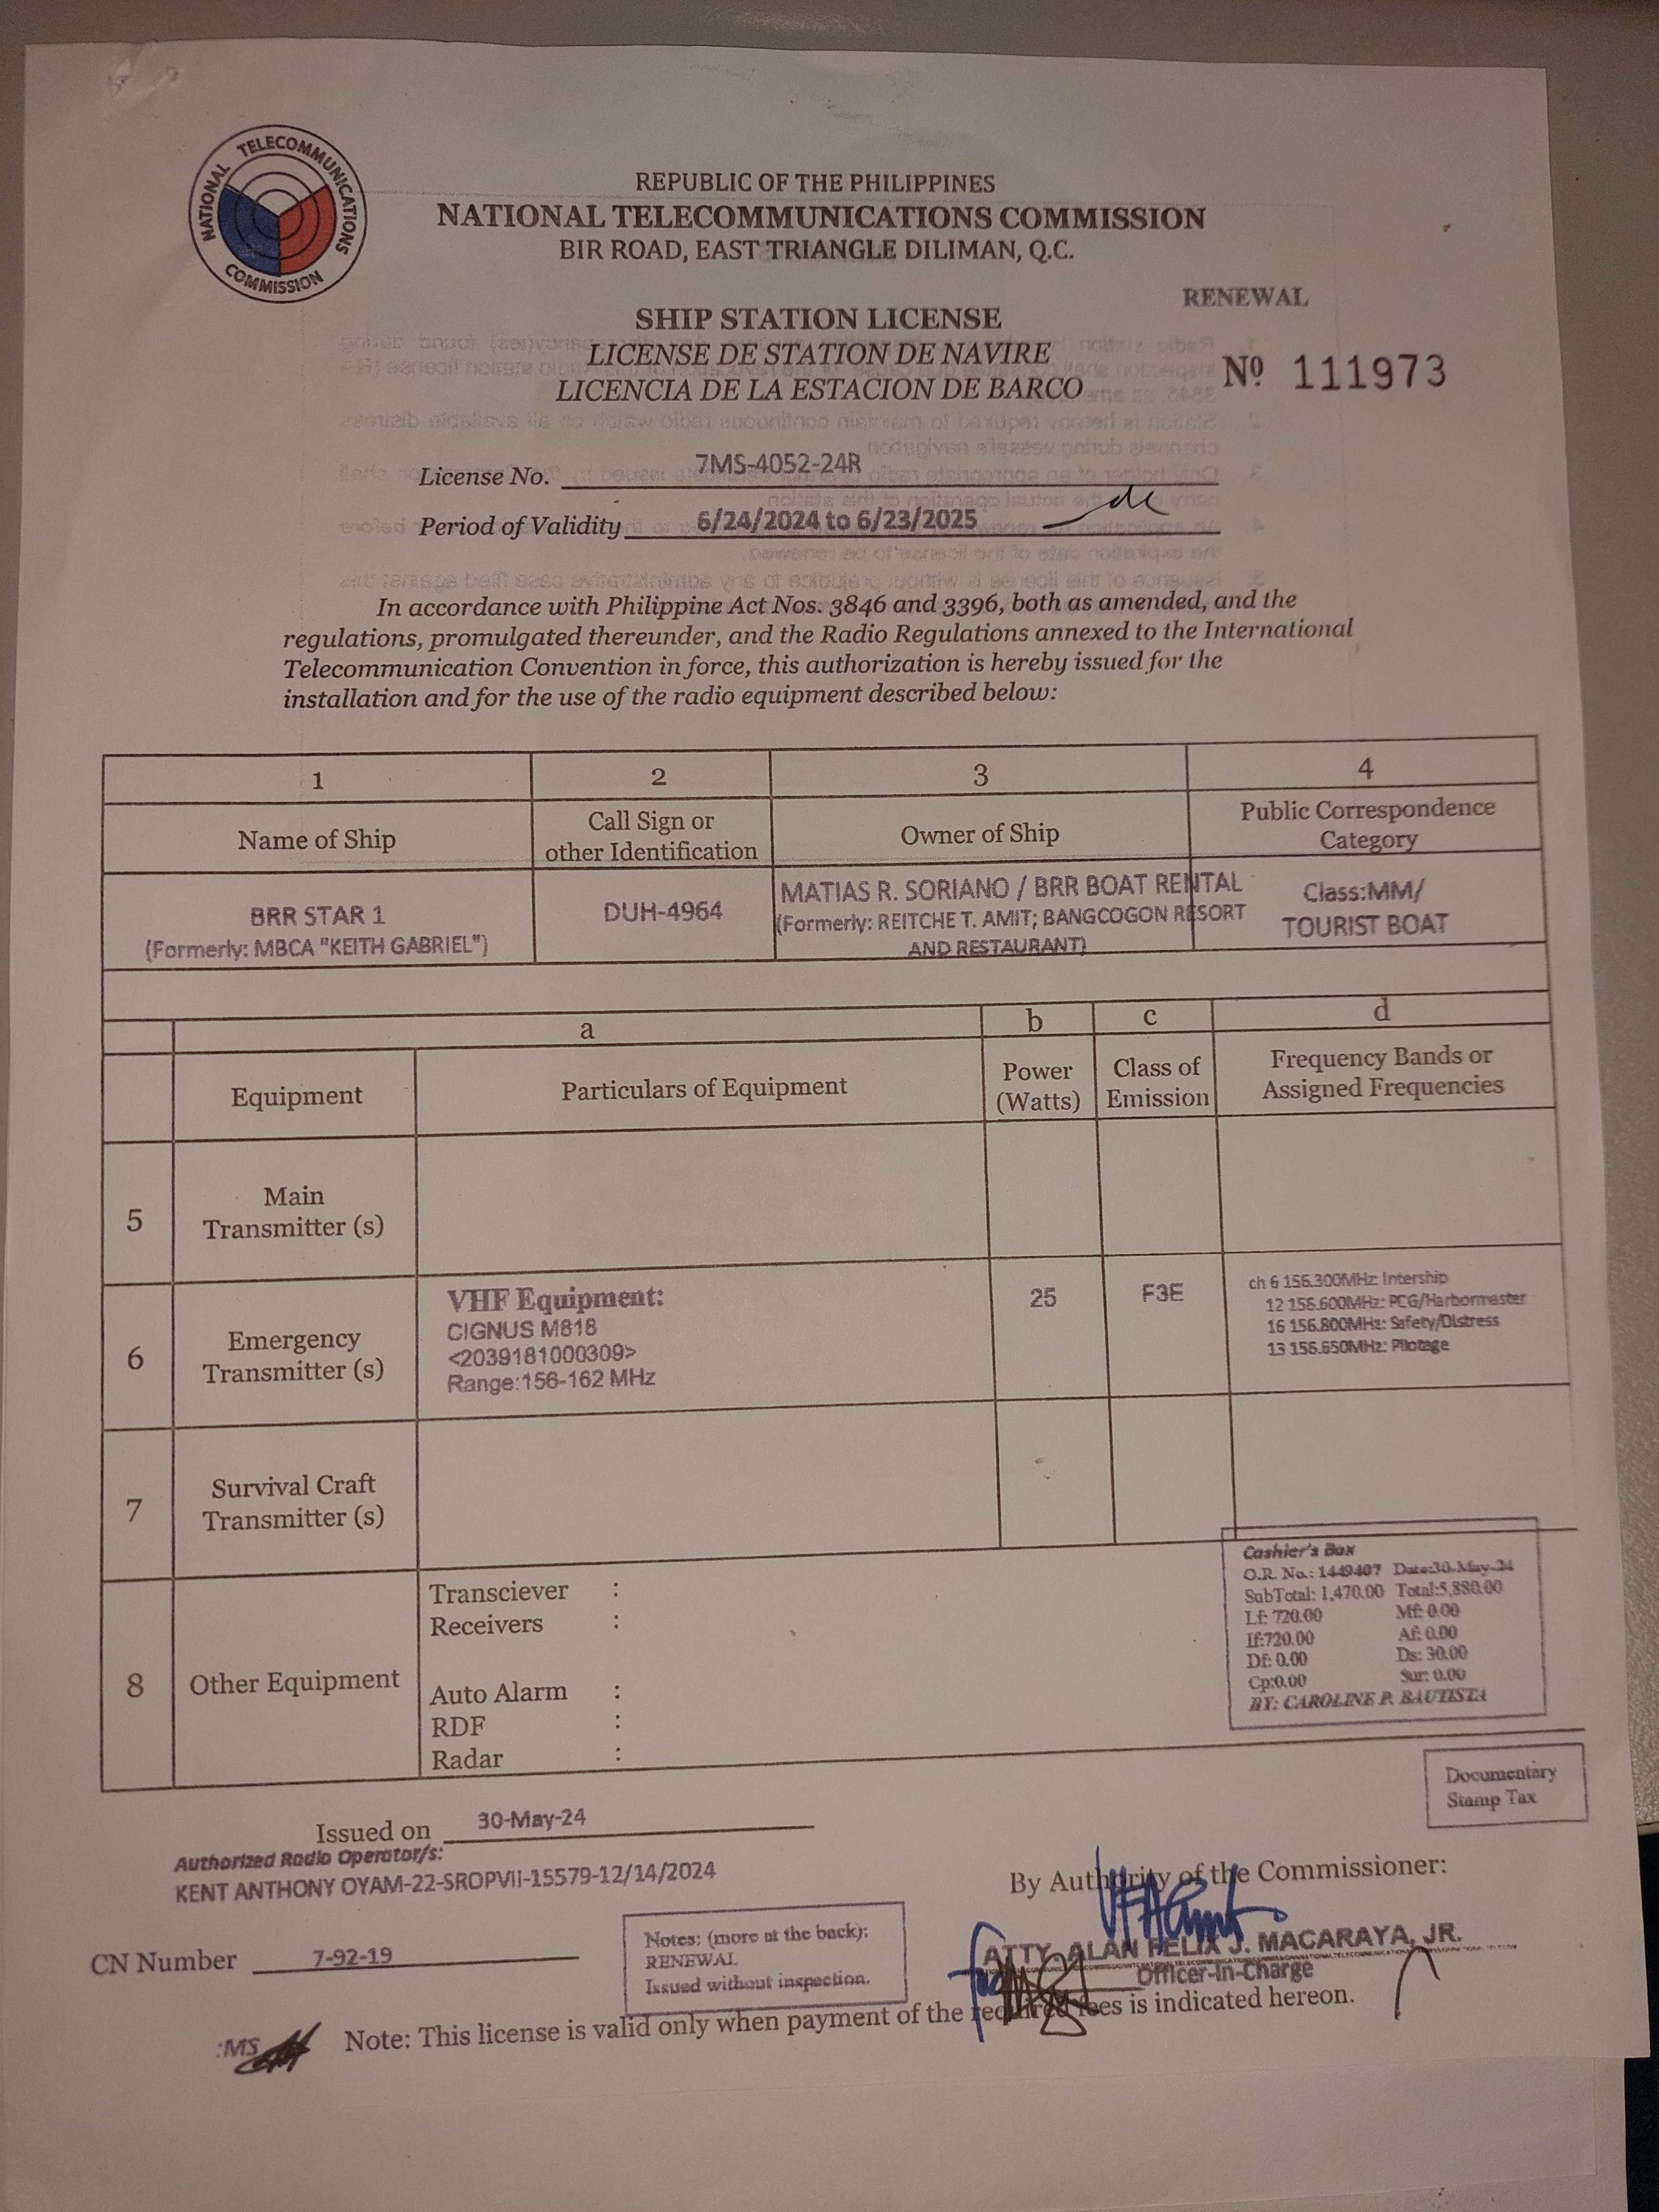 NATIONAL TELECOMMUNICATIONS COMMISSION
REPUBLIC OF THE PHILIPPINES
NATIONAL TELECOMMUNICATIONS COMMISSION
BIR ROAD, EAST TRIANGLE DILIMAN, Q.C.
RENEWAL
SHIP STATION LICENSE
LICENSE DE STATION DE NAVIRE
LICENCIA DE LA ESTACION DE BARCO
Nº 111973
License No. 7MS-4052-24R
Period of Validity 6/24/2024 to 6/23/2025
In accordance with Philippine Act Nos. 3846 and 3396, both as amended, and the
regulations, promulgated thereunder, and the Radio Regulations annexed to the International
Telecommunication Convention in force, this authorization is hereby issued for the
installation and for the use of the radio equipment described below:
1 2 3 4
Name of Ship
Call Sign or
other Identification
Owner of Ship
Public Correspondence
Category
BRR STAR 1
(Formerly: MBCA "KEITH GABRIEL")
DUH-4964
MATIAS R. SORIANO / BRR BOAT RENTAL
(Formerly: REITCHE T. AMIT; BANGCOGON RESORT
AND RESTAURANT)
Class:MM/
TOURIST BOAT
a b c d
Equipment
Particulars of Equipment
Power
(Watts)
Class of
Emission
Frequency Bands or
Assigned Frequencies
5
Main
Transmitter (s)
6
Emergency
Transmitter (s)
VHF Equipment:
CIGNUS M818
<2039181000309>
Range:156-162 MHz
25
F3E
ch 6 156.300MHz: Intership
12 156.600MHz: PCG/Harbormaster
16 156.800MHz: Safety/Distress
13 156.650MHz: Pilotage
7
Survival Craft
Transmitter (s)
8
Other Equipment
Transciever :
Receivers :
Auto Alarm :
RDF :
Radar :
Cashier's Box
O.R. No.: 1449407 Date:30-May-24
SubTotal: 1,470.00 Total:5,880.00
Lf: 720.00 Mf: 0.00
If:720.00 Af: 0.00
Df: 0.00 Ds: 30.00
Cp:0.00 Sur: 0.00
BY: CAROLINE P. BAUTISTA
Documentary
Stamp Tax
Issued on 30-May-24
Authorized Radio Operator/s:
KENT ANTHONY OYAM-22-SROPVII-15579-12/14/2024
By Authority of the Commissioner:
ATTY. ALAN FELIX J. MACARAYA, JR.
Officer-In-Charge
CN Number 7-92-19
Notes: (more at the back):
RENEWAL
Issued without inspection.
:MS
Note: This license is valid only when payment of the required fees is indicated hereon.